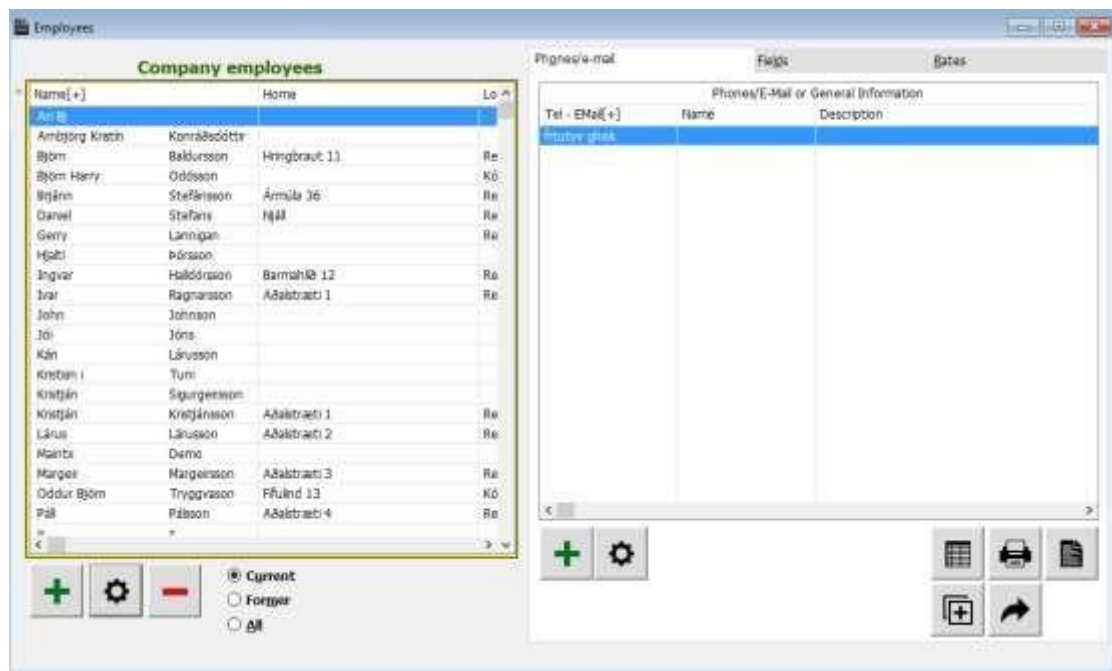 Employees
Company employees
Name[+] Home Lo
Ari Bj
Arnbjörg Kristín Konráðsdóttir
Björn Baldursson Hringbraut 11 Re
Björn Harry Oddsson Kó
Brjánn Stefánsson Ármúla 36 Re
Daníel Stefans Njáll Re
Gerry Lannigan Re
Hjalti Þórsson
Ingvar Halldórsson Barmahlíð 12 Re
Ívar Ragnarsson Aðalstræti 1 Re
John Johnson
Jói Jóns
Kári Lárusson
Kristján Sigurgeirsson
Kristján Kristjánsson Aðalstræti 1 Re
Lárus Lárusson Aðalstræti 2 Re
Demo
Margeir Margeirsson Aðalstræti 3 Re
Oddur Björn Tryggvason Fífulind 13 Kó
Páll Pálsson Aðalstræti 4 Re
Current
Former
All
Phones/e-mail Fields Rates
Phones/E-Mail or General Information
Tel - EMail[+] Name Description